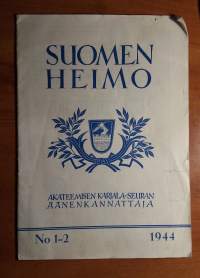 SUOMEN
HEIMO
AKATEEMISEN KARJALA-SEURAN
ÄÄNENKANNATTAJA
No 1-2 1944